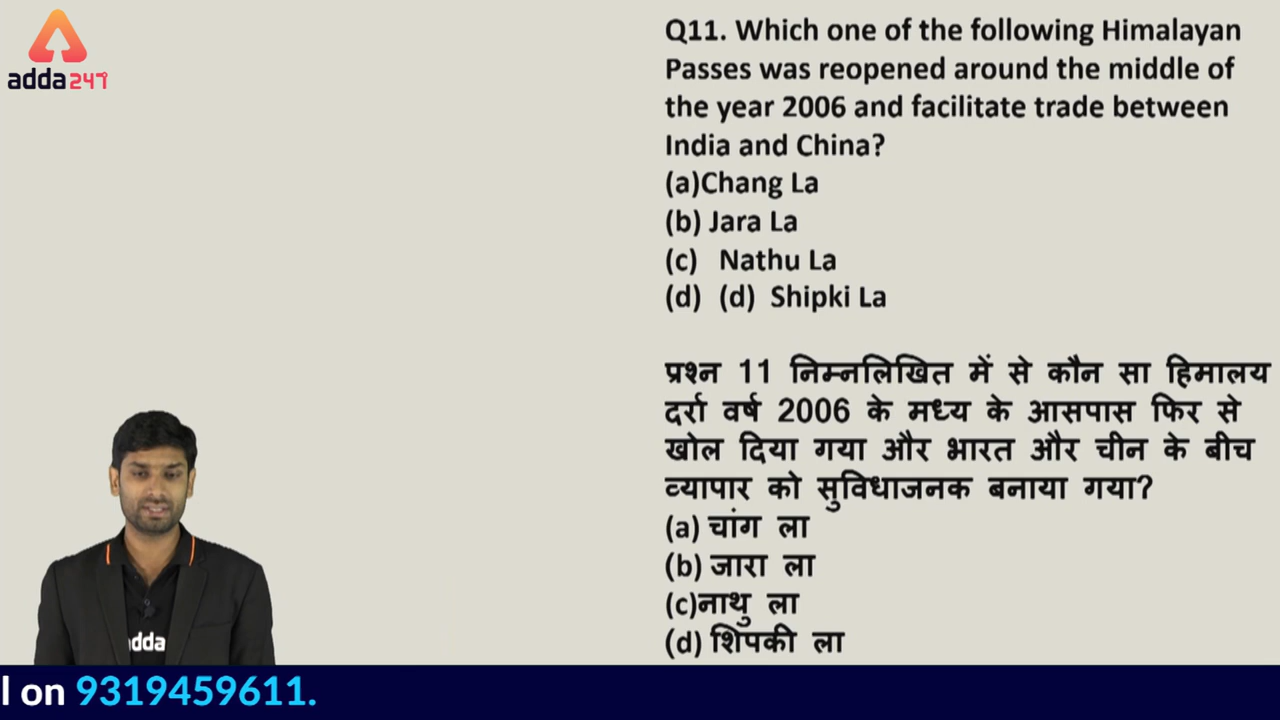 adda247
Q11. Which one of the following Himalayan
Passes was reopened around the middle of
the year 2006 and facilitate trade between
India and China?
(a)Chang La
(b) Jara La
(c) Nathu La
(d) (d) Shipki La
प्रश्न 11 निम्नलिखित में से कौन सा हिमालय
दर्रा वर्ष 2006 के मध्य के आसपास फिर से
खोल दिया गया और भारत और चीन के बीच
व्यापार को सुविधाजनक बनाया गया?
(a) चांग ला
(b) जारा ला
(c)नाथु ला
(d) शिपकी ला
adda
l on 9319459611.